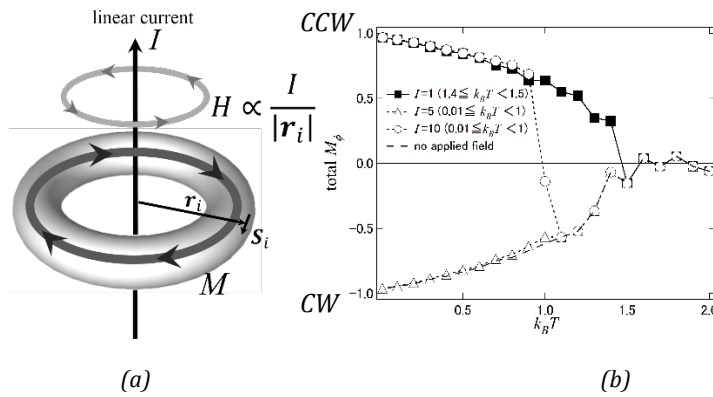 linear current
I
H ∝ I / |r_i|
r_i
s_i
M
(a)
CCW
1.0
0.5
0.0
-0.5
-1.0
CW
total M_ϕ
I=1 (1.4≦ k_BT <1.5)
I=5 (0.01≦ k_BT <1)
I=10 (0.01≦ k_BT <1)
no applied field
0.5 1.0 1.5 2.0
k_BT
(b)